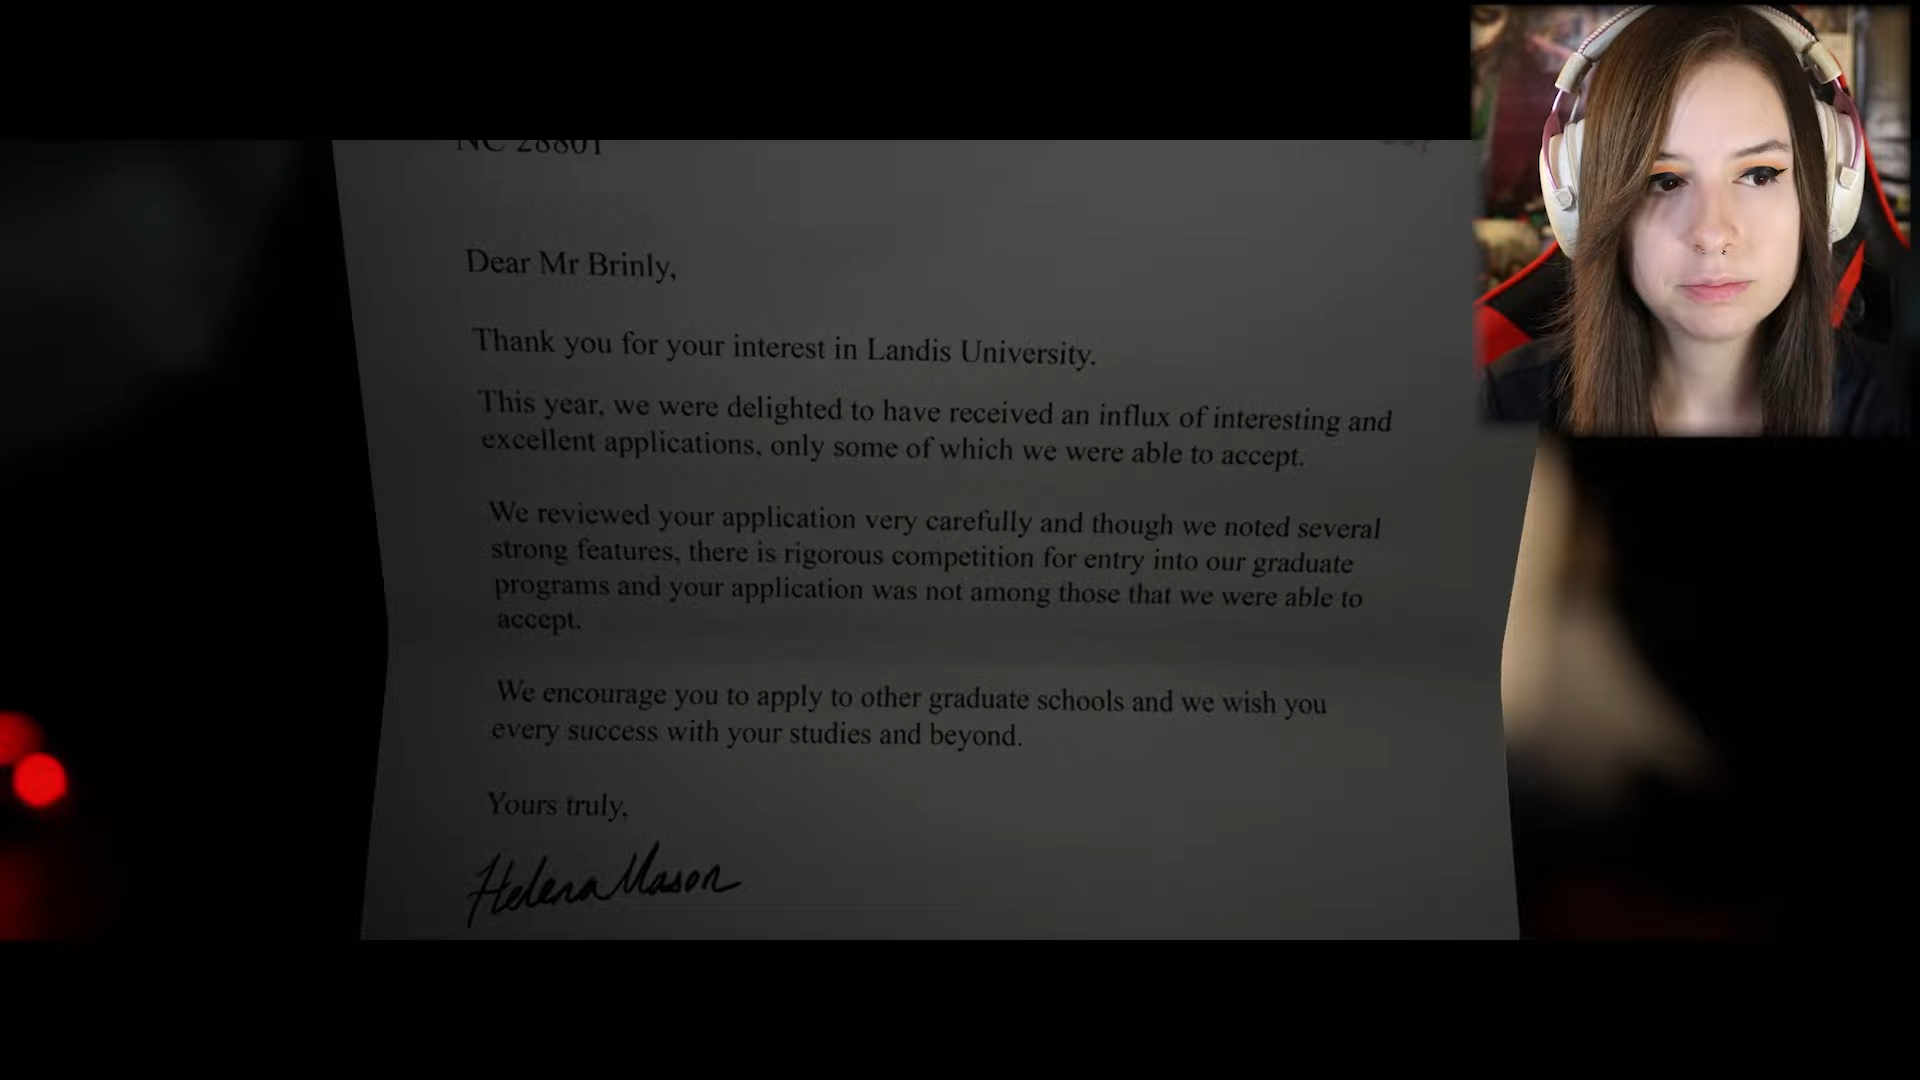 NC 28801
Dear Mr Brinly,
Thank you for your interest in Landis University.
This year, we were delighted to have received an influx of interesting and
excellent applications, only some of which we were able to accept.
We reviewed your application very carefully and though we noted several
strong features, there is rigorous competition for entry into our graduate
programs and your application was not among those that we were able to
accept.
We encourage you to apply to other graduate schools and we wish you
every success with your studies and beyond.
Yours truly,
Helena Mason